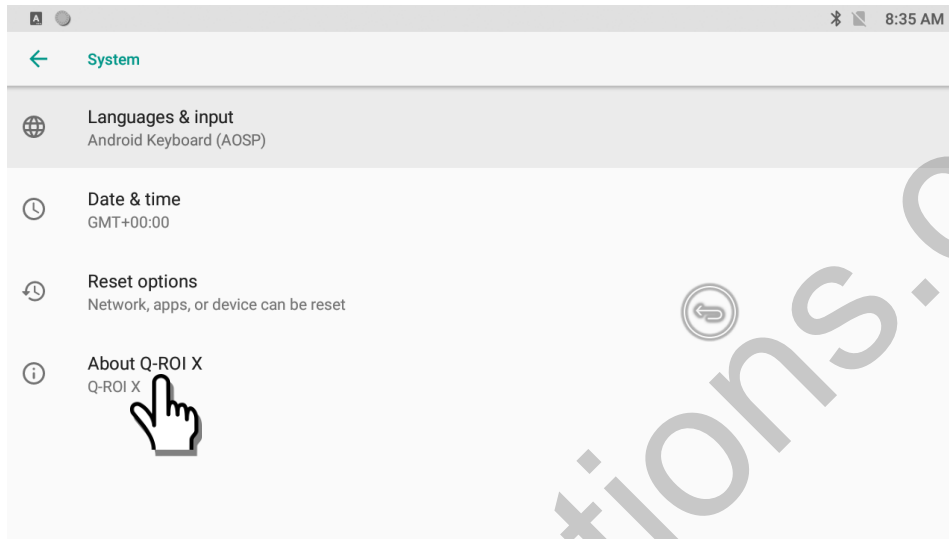 8:35 AM
System
Languages & input
Android Keyboard (AOSP)
Date & time
GMT+00:00
Reset options
Network, apps, or device can be reset
About Q-ROI X
Q-ROI X
tions.